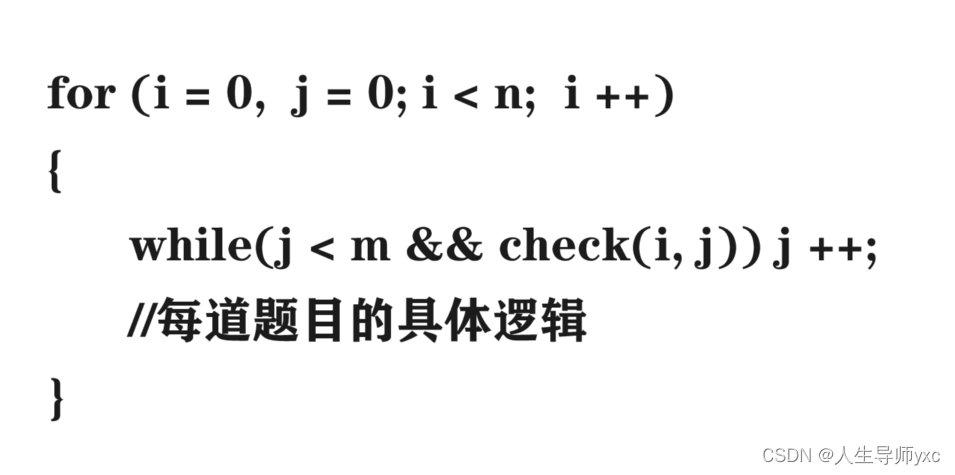 for (i = 0, j = 0; i < n; i ++)
{
while(j < m && check(i, j)) j ++;
//每道题目的具体逻辑
}
CSDN @人生导师yxc